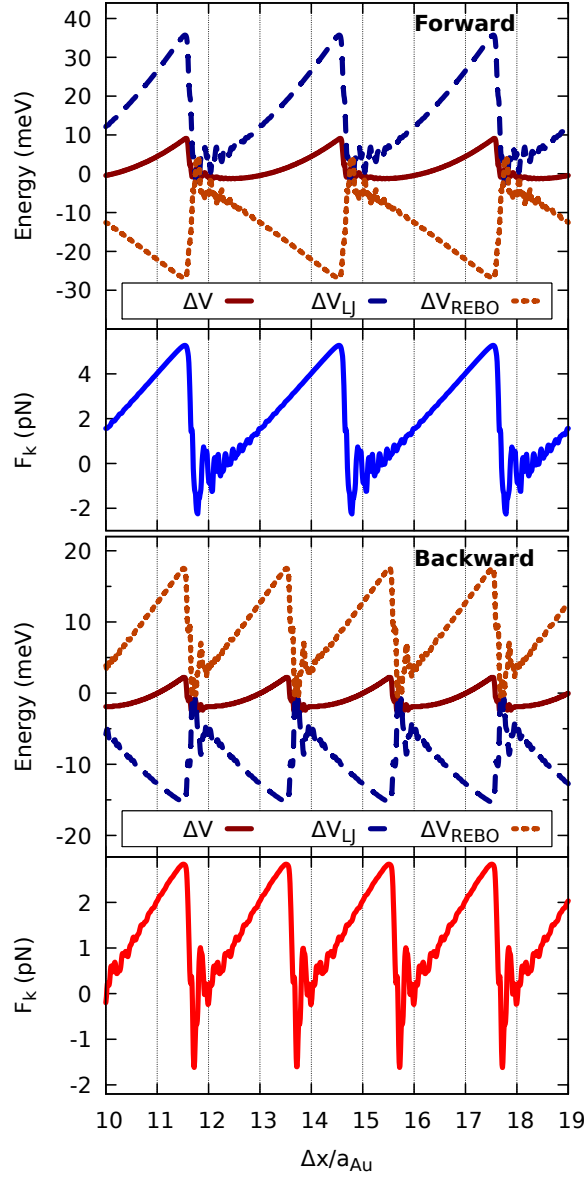 Forward
Energy (meV)
40
30
20
10
0
-10
-20
-30
ΔV ΔV_LJ ΔV_REBO
F_k (pN)
4
2
0
-2
Backward
Energy (meV)
20
10
0
-10
-20
ΔV ΔV_LJ ΔV_REBO
F_k (pN)
2
1
0
-1
-2
10 11 12 13 14 15 16 17 18 19
Δx/a_Au